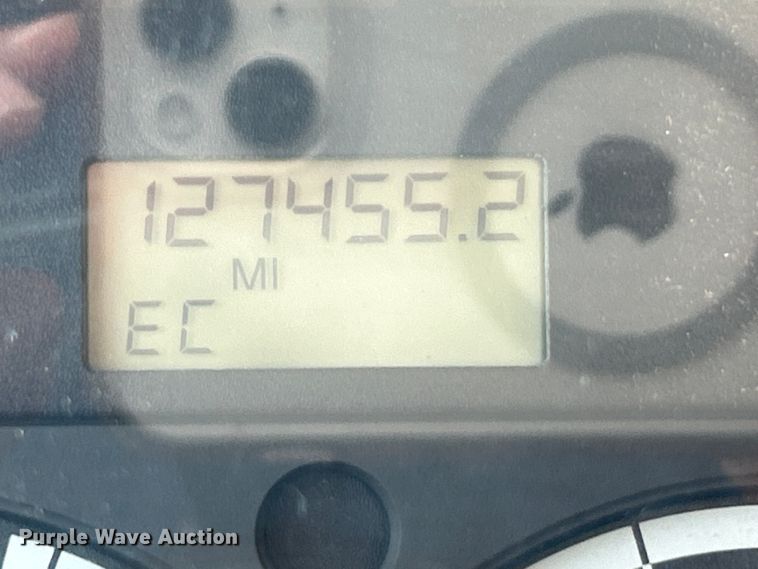 127455.2
MI
EC
Purple Wave Auction